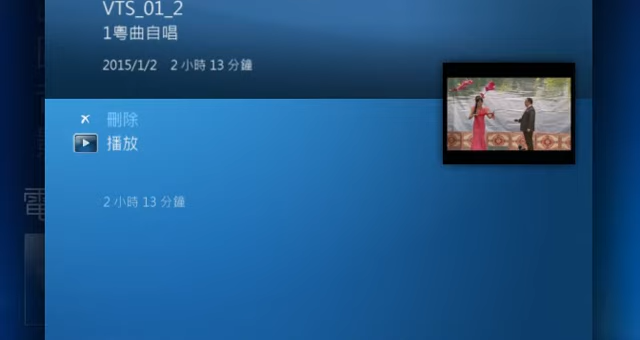 VTS_01_2
1粵曲自唱
2015/1/2 2 小時 13 分鐘
刪除
播放
2 小時 13 分鐘
電